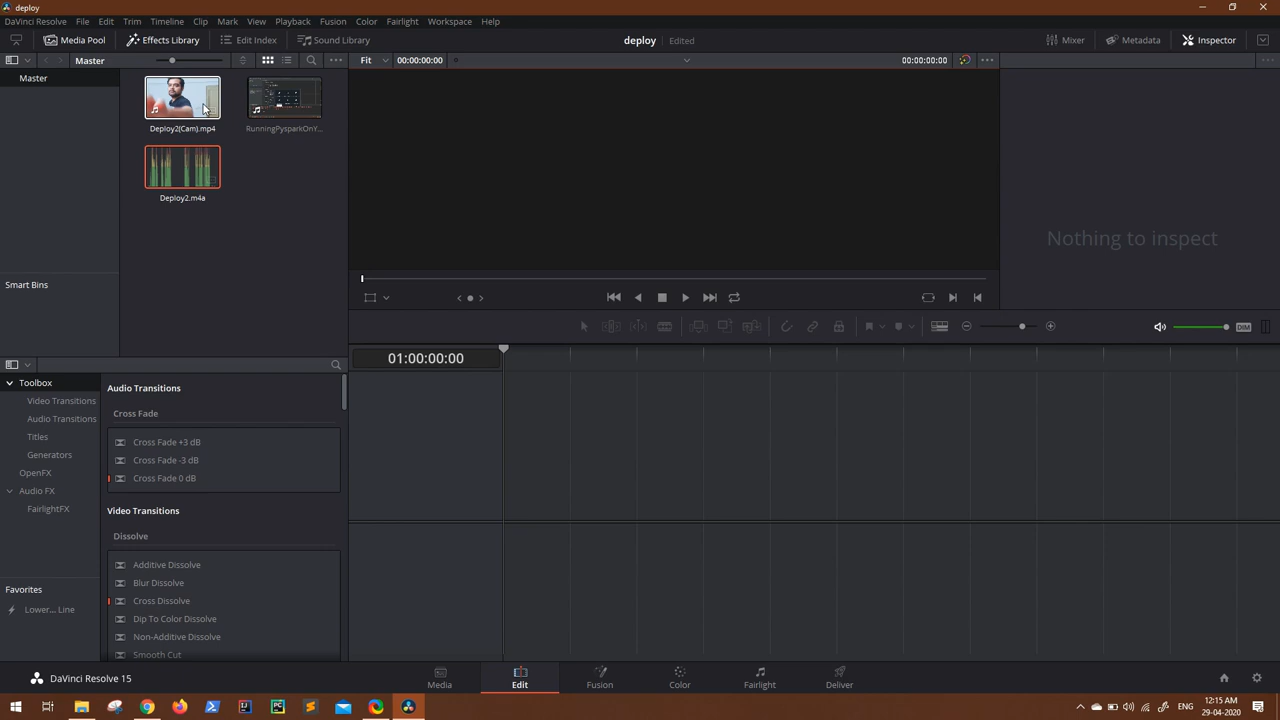 deploy
DaVinci Resolve File Edit Trim Timeline Clip Mark View Playback Fusion Color Fairlight Workspace Help
Media Pool Effects Library Edit Index Sound Library deploy Edited Mixer Metadata Inspector
Master Fit 00:00:00:00 00:00:00:00
Master
Deploy2(Cam).mp4 RunningPysparkOnY...
Deploy2.m4a
Nothing to inspect
Smart Bins
DIM
01:00:00:00
Toolbox
Video Transitions
Audio Transitions
Titles
Generators
OpenFX
Audio FX
FairlightFX
Favorites
Lower... Line
Audio Transitions
Cross Fade
Cross Fade +3 dB
Cross Fade -3 dB
Cross Fade 0 dB
Video Transitions
Dissolve
Additive Dissolve
Blur Dissolve
Cross Dissolve
Dip To Color Dissolve
Non-Additive Dissolve
Smooth Cut
DaVinci Resolve 15
Media Edit Fusion Color Fairlight Deliver
12:15 AM
29-04-2020